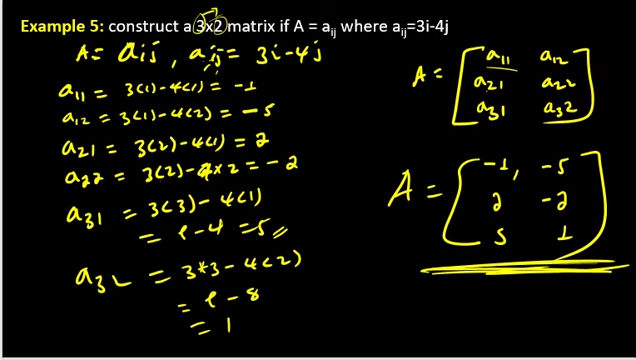 Example 5: construct a 3x2 matrix if A = aij where aij=3i-4j
A = aij , aij = 3i-4j
a11 = 3(1)-4(1) = -1
a12 = 3(1)-4(2) = -5
a21 = 3(2)-4(1) = 2
a22 = 3(2)-4x2 = -2
a31 = 3(3)-4(1)
= 9-4 = 5
a32 = 3*3-4(2)
= 9-8
= 1
A = [ a11 a12
a21 a22
a31 a32 ]
A = [ -1, -5
2 -2
5 1 ]